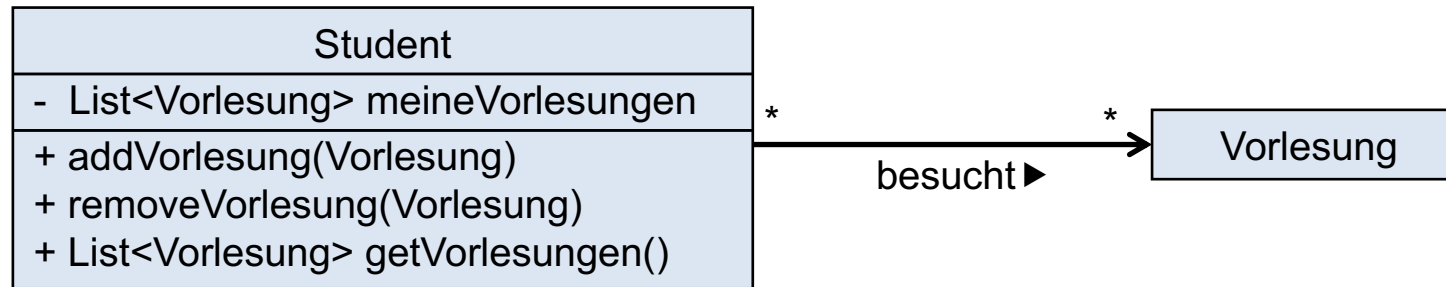 Student
- List<Vorlesung> meineVorlesungen
+ addVorlesung(Vorlesung)
+ removeVorlesung(Vorlesung)
+ List<Vorlesung> getVorlesungen()
* *
besucht ▶
Vorlesung